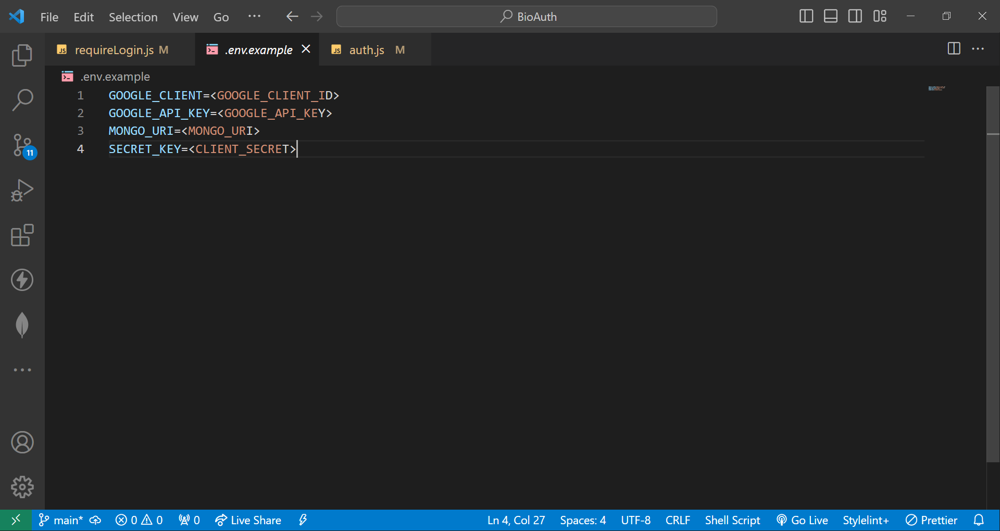 File Edit Selection View Go ··· BioAuth
requireLogin.js M .env.example auth.js M
.env.example
1 GOOGLE_CLIENT=<GOOGLE_CLIENT_ID>
2 GOOGLE_API_KEY=<GOOGLE_API_KEY>
3 MONGO_URI=<MONGO_URI>
4 SECRET_KEY=<CLIENT_SECRET>
11
main* 0 0 0 Live Share Ln 4, Col 27 Spaces: 4 UTF-8 CRLF Shell Script Go Live Stylelint+ Prettier